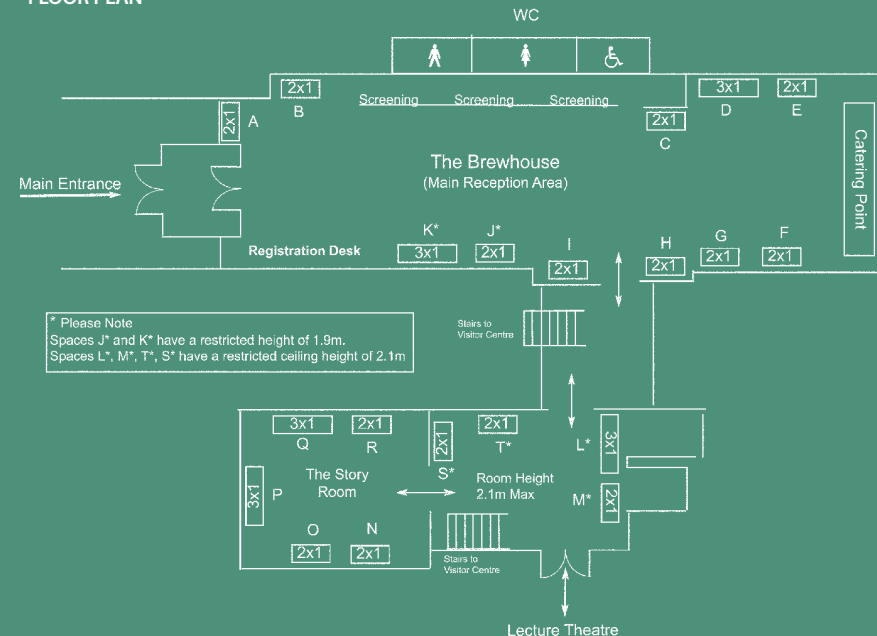 FLOOR PLAN
WC
2x1
B
Screening Screening Screening
3x1
D
2x1
E
2x1
A
2x1
C
Catering Point
The Brewhouse
(Main Reception Area)
Main Entrance
Registration Desk
K*
3x1
J*
2x1
I
2x1
H
2x1
G
2x1
F
2x1
* Please Note
Spaces J* and K* have a restricted height of 1.9m.
Spaces L*, M*, T*, S* have a restricted ceiling height of 2.1m
Stairs to
Visitor Centre
3x1
Q
2x1
R
2x1
S*
2x1
T*
L*
3x1
The Story
Room
3x1
P
Room Height
2.1m Max
M*
2x1
O
2x1
N
2x1
Stairs to
Visitor Centre
Lecture Theatre